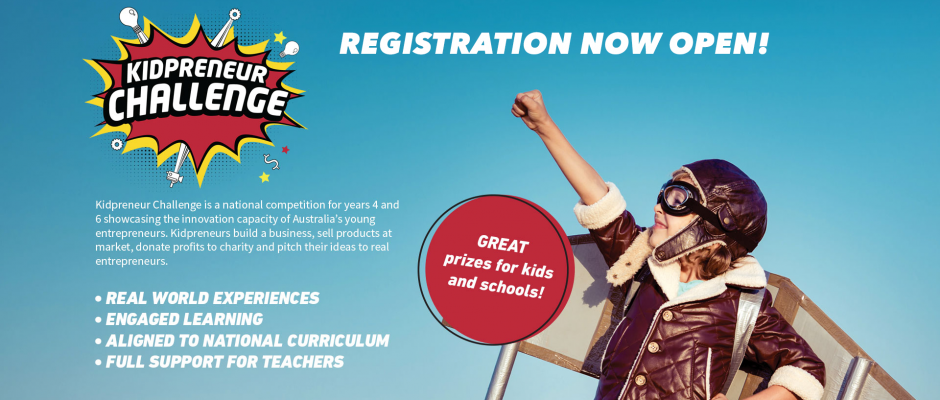 KIDPRENEUR
CHALLENGE
REGISTRATION NOW OPEN!
Kidpreneur Challenge is a national competition for years 4 and
6 showcasing the innovation capacity of Australia's young
entrepreneurs. Kidpreneurs build a business, sell products at
market, donate profits to charity and pitch their ideas to real
entrepreneurs.
• REAL WORLD EXPERIENCES
• ENGAGED LEARNING
• ALIGNED TO NATIONAL CURRICULUM
• FULL SUPPORT FOR TEACHERS
GREAT
prizes for kids
and schools!